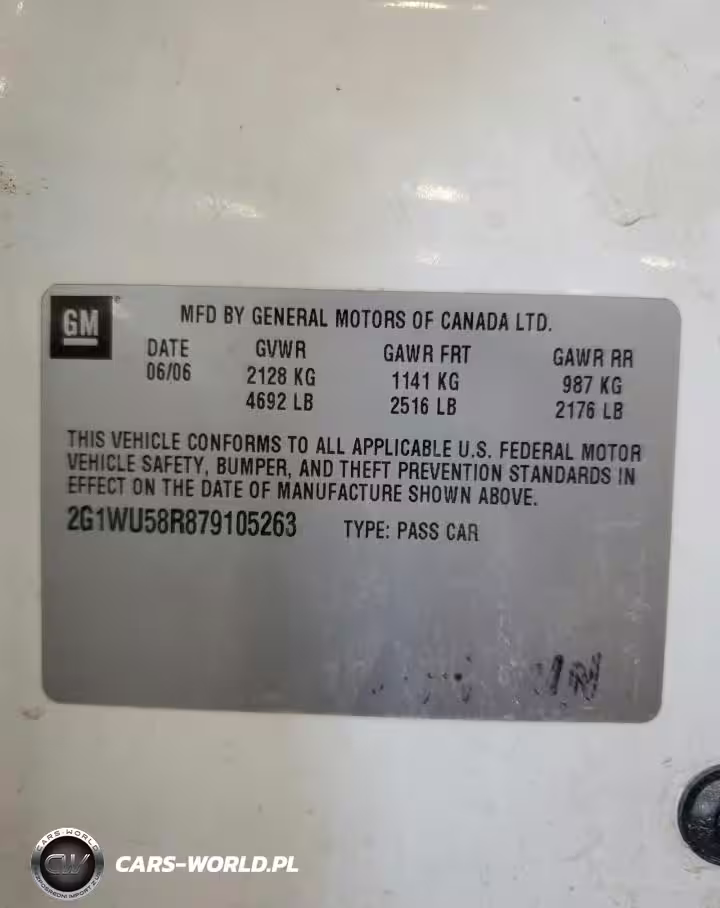 GM
MFD BY GENERAL MOTORS OF CANADA LTD.
DATE GVWR GAWR FRT GAWR RR
06/06 2128 KG 1141 KG 987 KG
4692 LB 2516 LB 2176 LB
THIS VEHICLE CONFORMS TO ALL APPLICABLE U.S. FEDERAL MOTOR
VEHICLE SAFETY, BUMPER, AND THEFT PREVENTION STANDARDS IN
EFFECT ON THE DATE OF MANUFACTURE SHOWN ABOVE.
2G1WU58R879105263 TYPE: PASS CAR
CARS-WORLD
CW
CARS-WORLD.PL